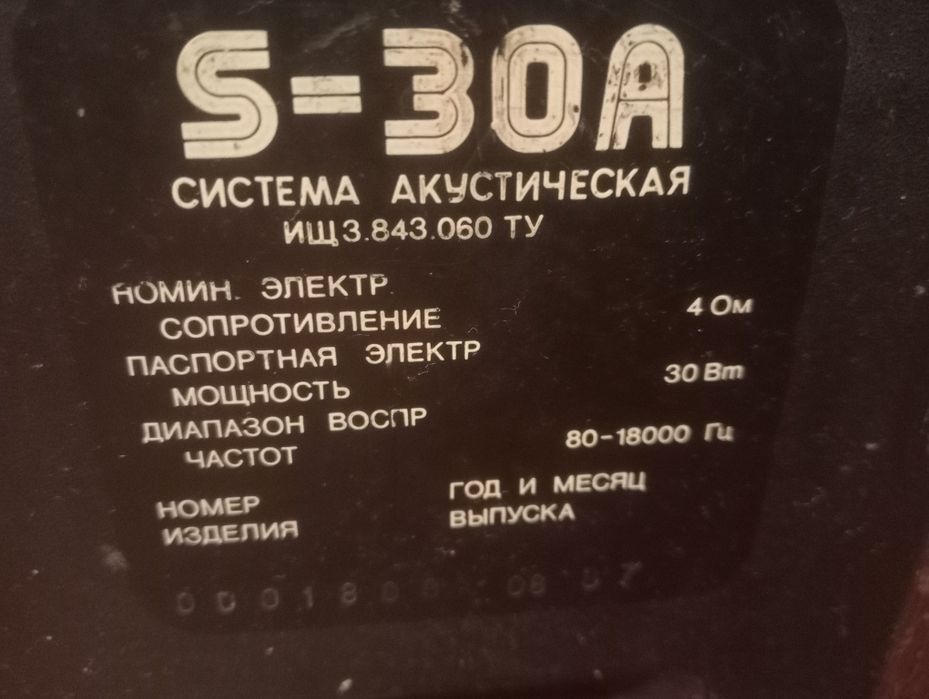 S-30A
СИСТЕМА АКУСТИЧЕСКАЯ
ИЩ3.843.060 ТУ
НОМИН. ЭЛЕКТР.
СОПРОТИВЛЕНИЕ 4 Ом
ПАСПОРТНАЯ ЭЛЕКТР
МОЩНОСТЬ 30 Вт
ДИАПАЗОН ВОСПР
ЧАСТОТ 80-18000 Гц
НОМЕР ГОД И МЕСЯЦ
ИЗДЕЛИЯ ВЫПУСКА